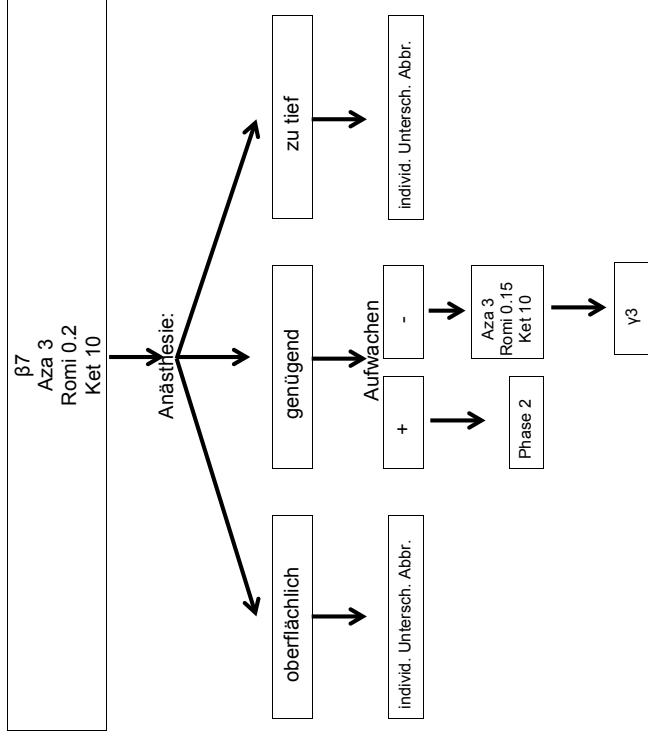 β7
Aza 3
Romi 0.2
Ket 10
Anästhesie:
oberflächlich
genügend
zu tief
individ. Untersch. Abbr.
Aufwachen
individ. Untersch. Abbr.
+
-
Phase 2
Aza 3
Romi 0.15
Ket 10
γ3